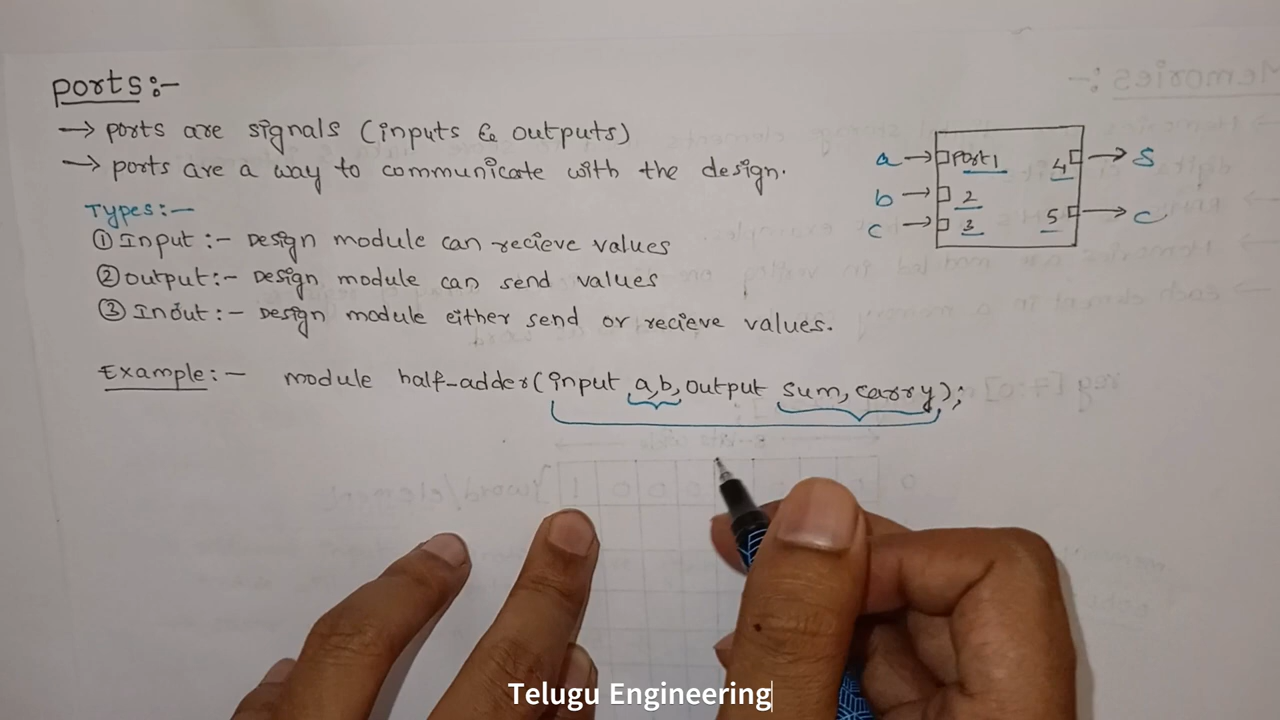 Ports:-
→ ports are signals (inputs & outputs)
→ ports are a way to communicate with the design.
Types:-
① Input :- Design module can recieve values
② output:- Design module can send values
③ Inout:- Design module either send or recieve values.
Example:- module half-adder(input a,b,output sum,carry);
a → port1 4 → S
b → 2
c → 3 5 → C
Memories :-
Telugu Engineering